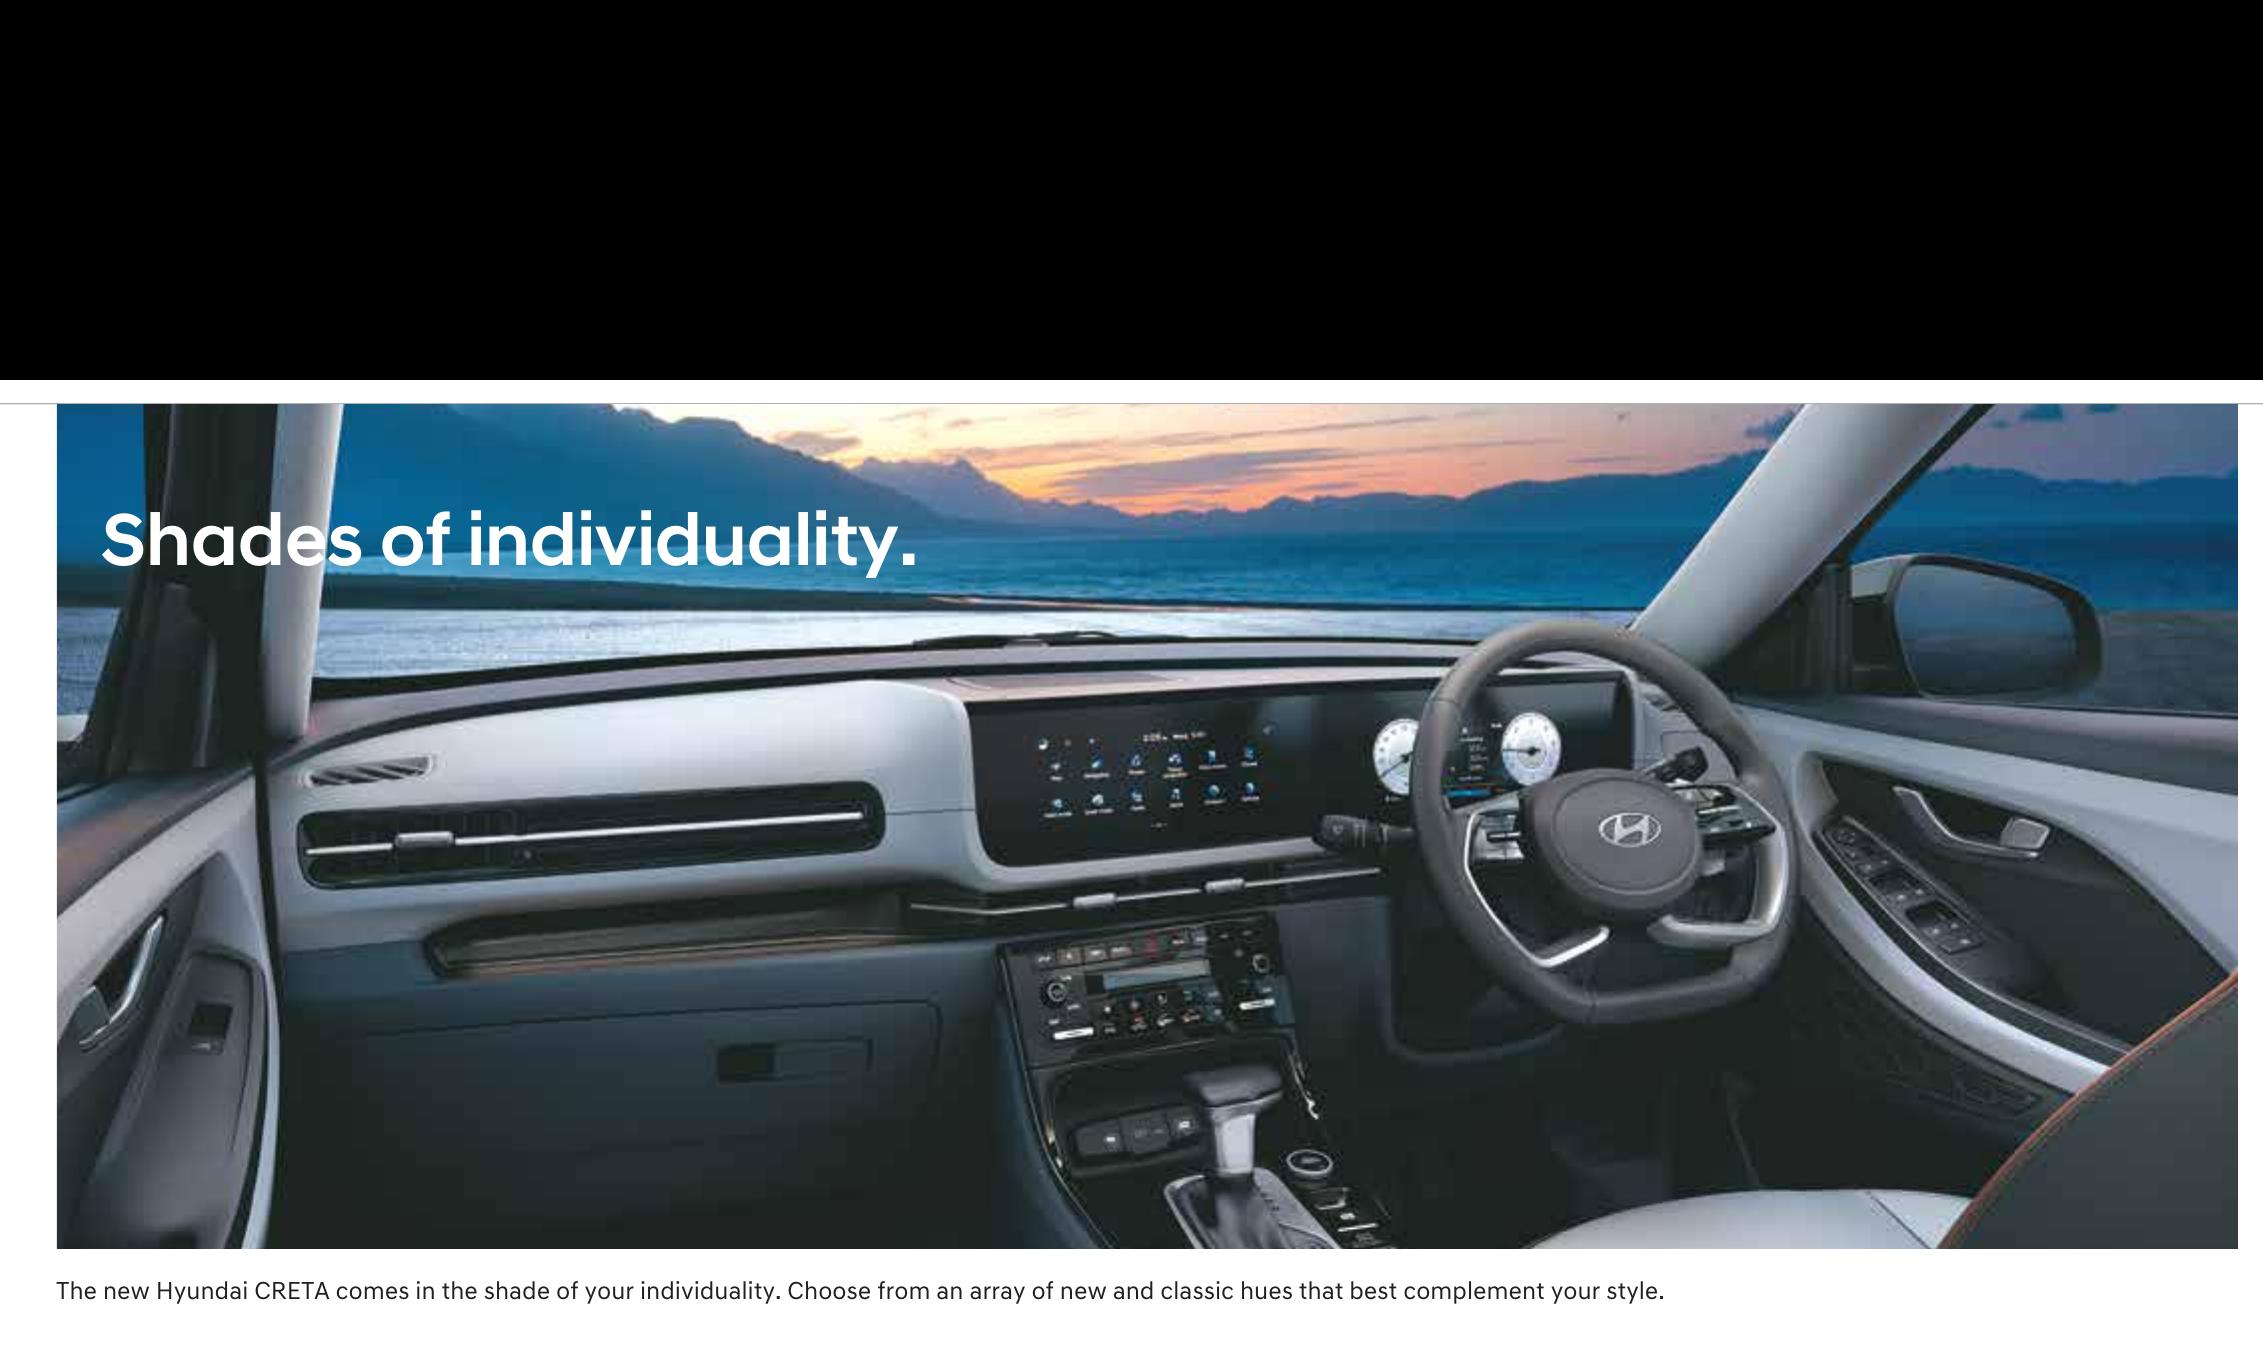 Shades of individuality.
The new Hyundai CRETA comes in the shade of your individuality. Choose from an array of new and classic hues that best complement your style.